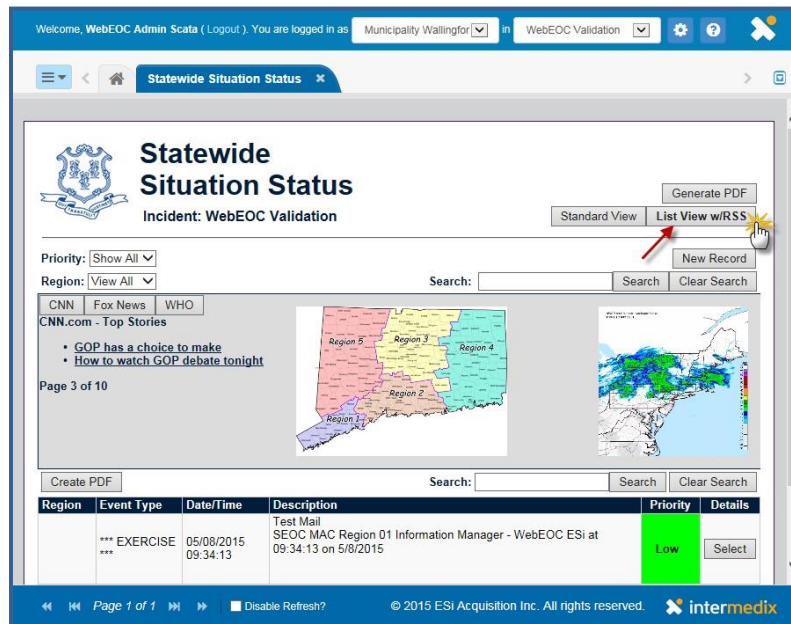 Welcome, WebEOC Admin Scata ( Logout ). You are logged in as Municipality Wallingfor in WebEOC Validation
Statewide Situation Status
Statewide
Situation Status
Incident: WebEOC Validation
Generate PDF
Standard View List View w/RSS
Priority: Show All
New Record
Region: View All Search: Search Clear Search
CNN Fox News WHO
CNN.com - Top Stories
GOP has a choice to make
How to watch GOP debate tonight
Page 3 of 10
Region 5
Region 3
Region 4
Region 2
Region 1
Create PDF Search: Search Clear Search
Region Event Type Date/Time Description Priority Details
*** EXERCISE ***
05/08/2015 09:34:13
Test Mail
SEOC MAC Region 01 Information Manager - WebEOC ESi at
09:34:13 on 5/8/2015
Low Select
Page 1 of 1 Disable Refresh? © 2015 ESi Acquisition Inc. All rights reserved. intermedix